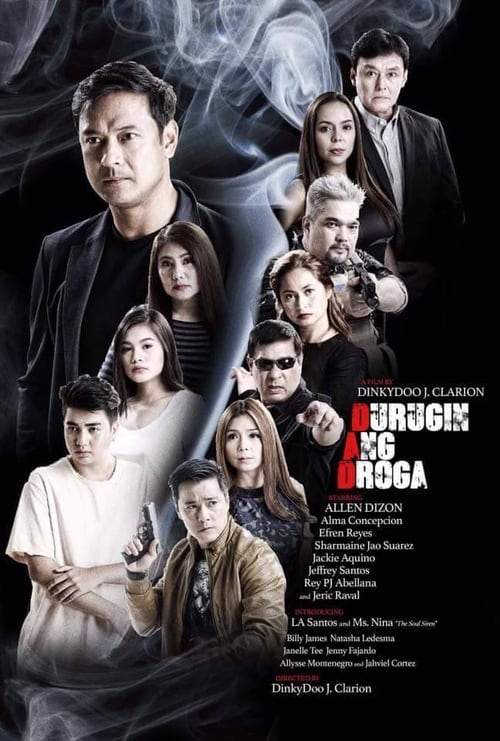 A FILM BY
DINKYDOO J. CLARION
DURUGIN
ANG
DROGA
STARRING
ALLEN DIZON
Alma Concepcion
Efren Reyes
Sharmaine Jao Suarez
Jackie Aquino
Jeffrey Santos
Rey PJ Abellana
and Jeric Raval
INTRODUCING
LA Santos and Ms. Nina "The Soul Siren"
Billy James Natasha Ledesma
Janelle Tee Jenny Fajardo
Allysse Montenegro and Jahviel Cortez
DIRECTED BY
DinkyDoo J. Clarion